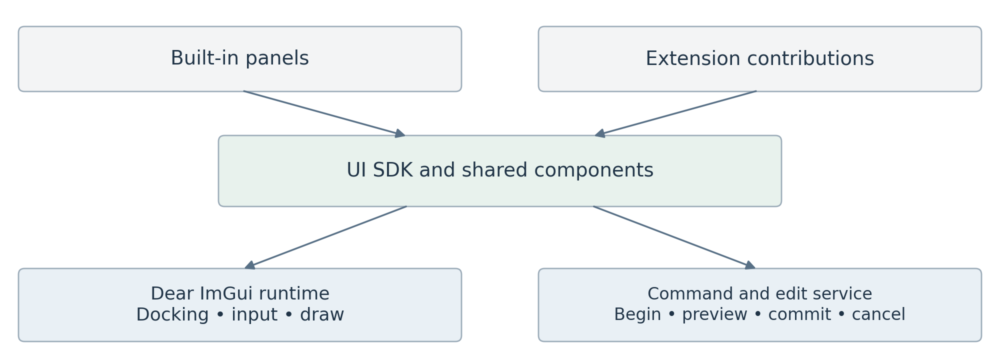 Built-in panels
Extension contributions
UI SDK and shared components
Dear ImGui runtime
Docking • input • draw
Command and edit service
Begin • preview • commit • cancel